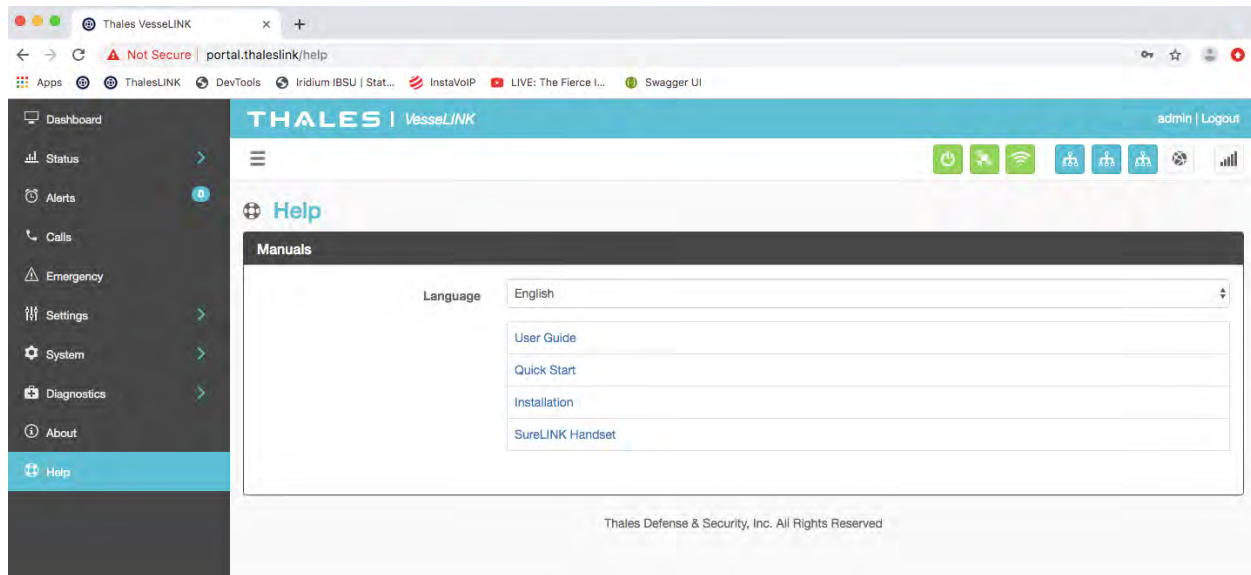 Thales VesseLINK
Not Secure | portal.thaleslink/help
Apps ThalesLINK DevTools Iridium IBSU | Stat... InstaVoIP LIVE: The Fierce I... Swagger UI
Dashboard
THALES | VesseLINK
admin | Logout
Status
Alerts 0
Calls
Emergency
Settings
System
Diagnostics
About
Help
Help
Manuals
Language English
User Guide
Quick Start
Installation
SureLINK Handset
Thales Defense & Security, Inc. All Rights Reserved